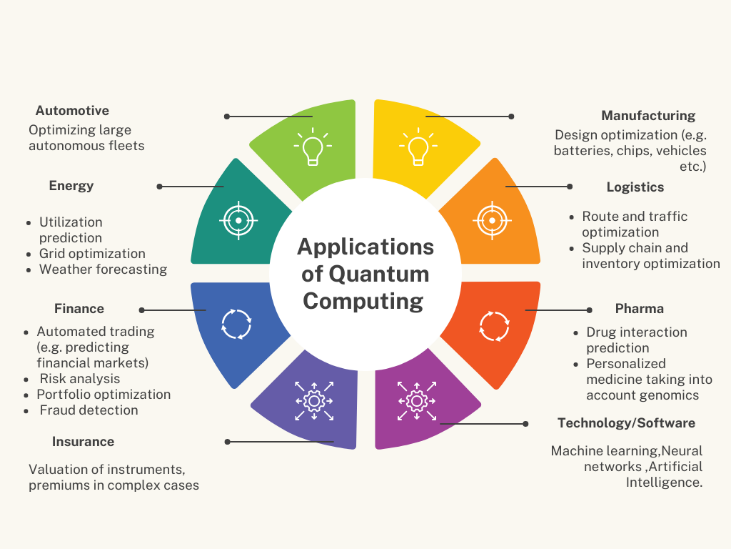 Applications
of Quantum
Computing
Automotive
Optimizing large
autonomous fleets
Energy
• Utilization
prediction
• Grid optimization
• Weather forecasting
Finance
• Automated trading
(e.g. predicting
financial markets)
• Risk analysis
• Portfolio optimization
• Fraud detection
Insurance
Valuation of instruments,
premiums in complex cases
Manufacturing
Design optimization (e.g.
batteries, chips, vehicles
etc.)
Logistics
• Route and traffic
optimization
• Supply chain and
inventory optimization
Pharma
• Drug interaction
prediction
• Personalized
medicine taking into
account genomics
Technology/Software
Machine learning,Neural
networks ,Artificial
Intelligence.